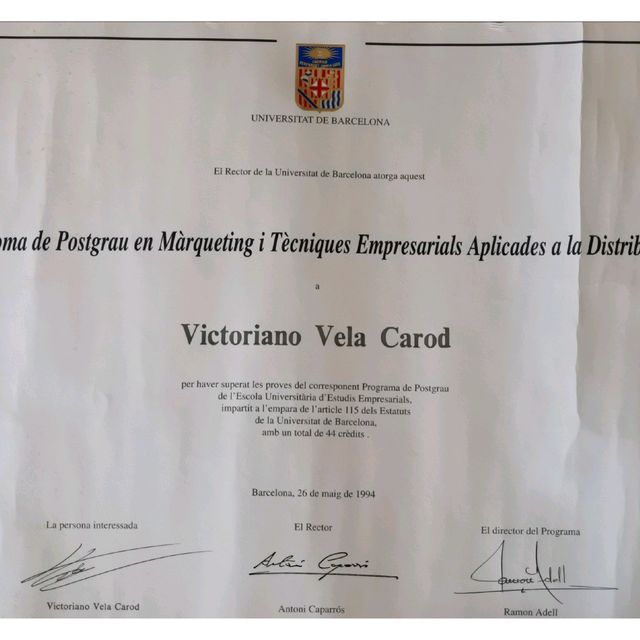 UNIVERSITAT DE BARCELONA
El Rector de la Universitat de Barcelona atorga aquest
oma de Postgrau en Màrqueting i Tècniques Empresarials Aplicades a la Distrib
a
Victoriano Vela Carod
per haver superat les proves del corresponent Programa de Postgrau
de l'Escola Universitària d'Estudis Empresarials,
impartit a l'empara de l'article 115 dels Estatuts
de la Universitat de Barcelona,
amb un total de 44 crèdits .
Barcelona, 26 de maig de 1994
La persona interessada El Rector El director del Programa
Antoni Caparrós Ramon Adell
Victoriano Vela Carod Antoni Caparrós Ramon Adell